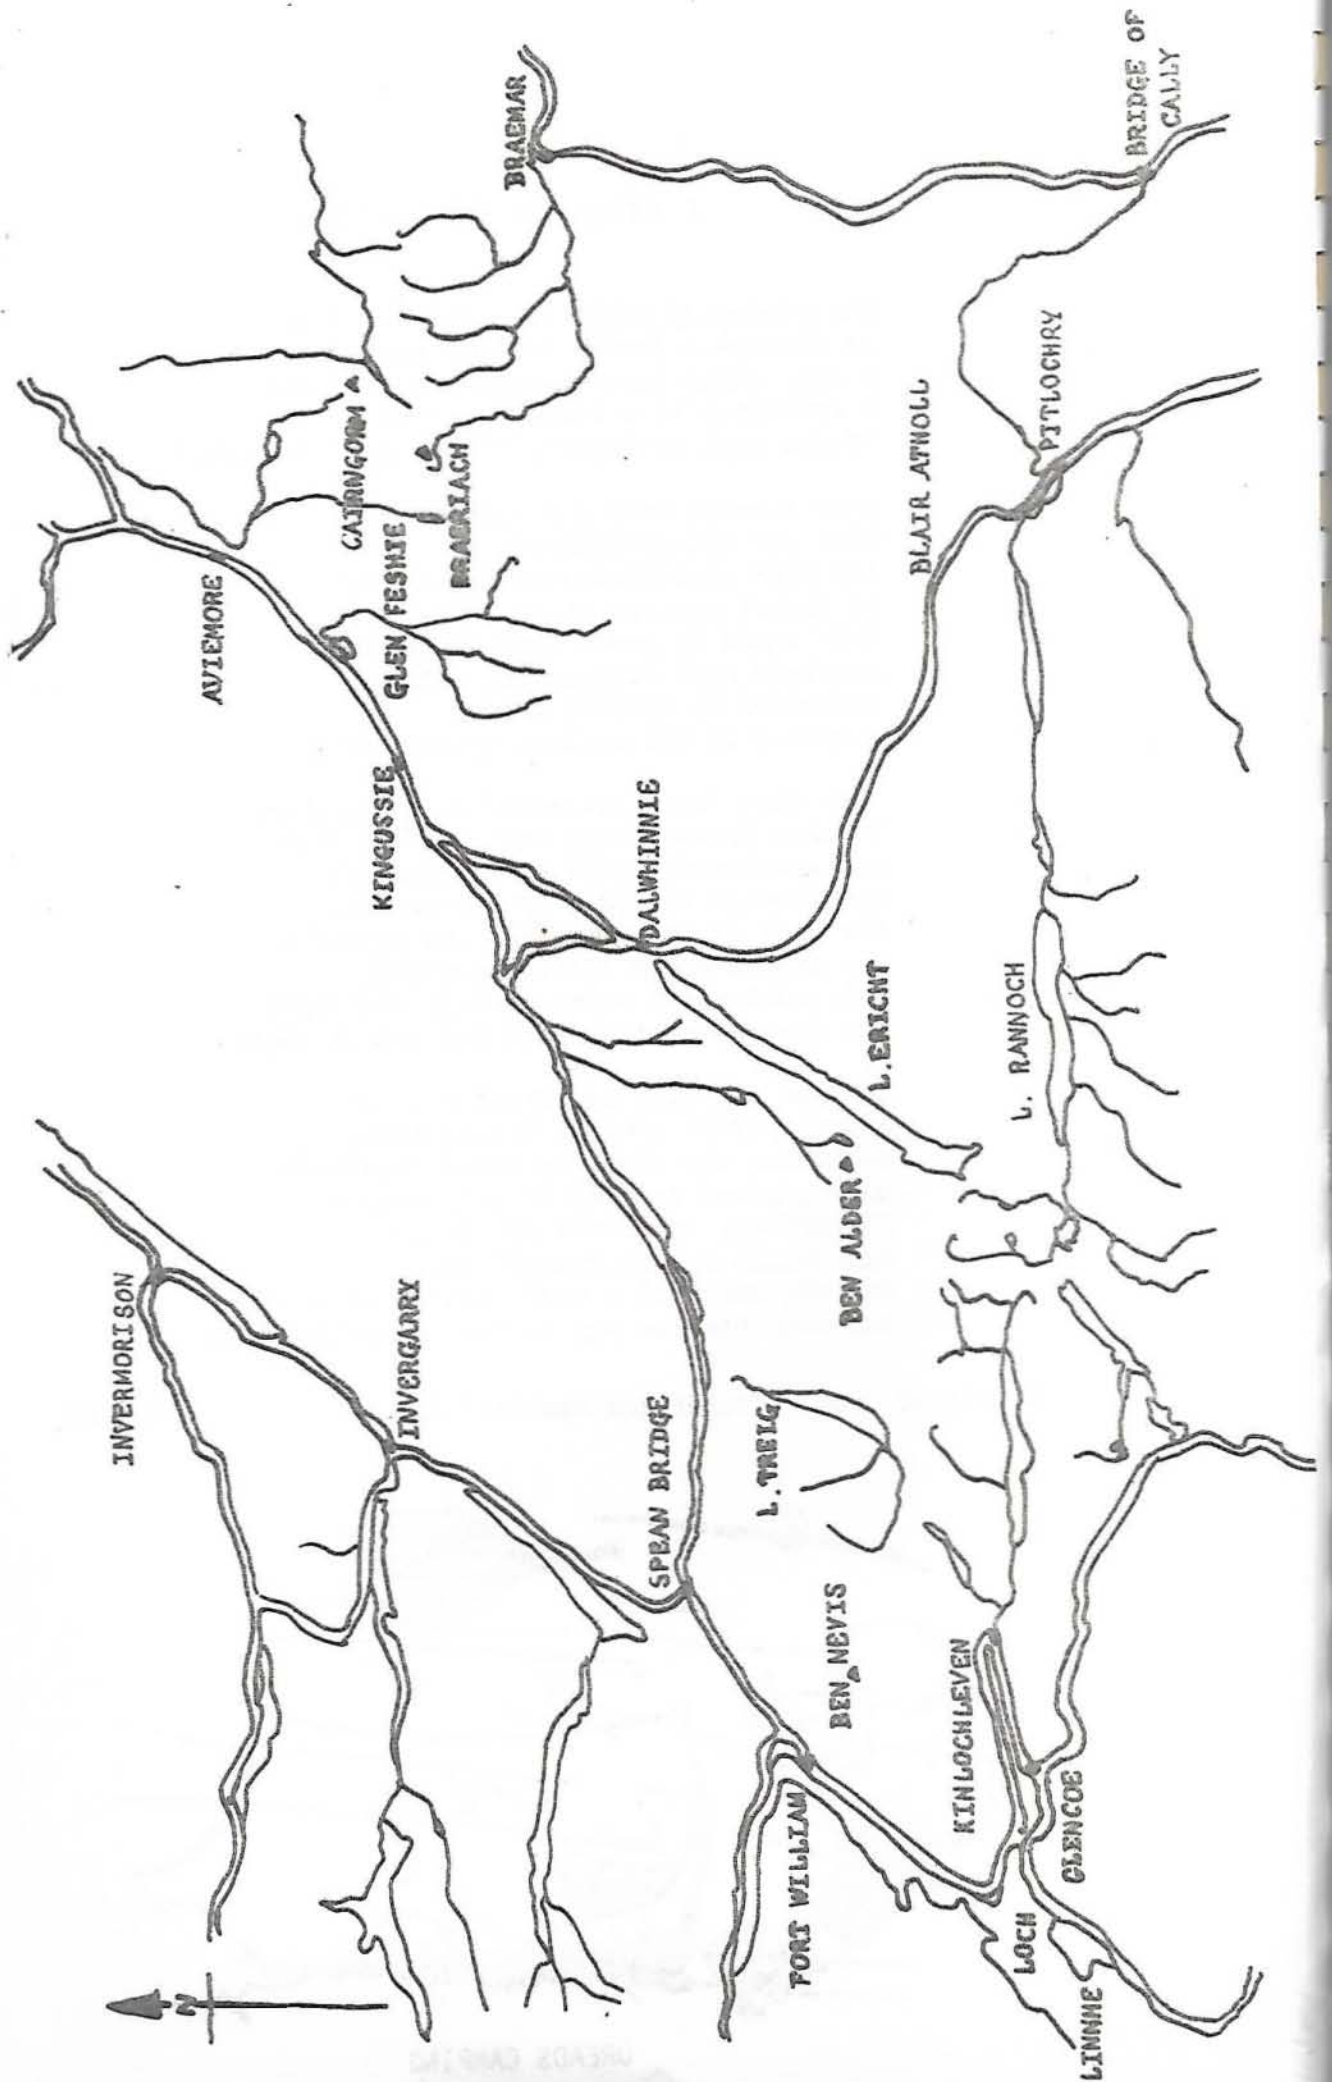 BRAEMAR
BRIDGE OF
CALLY
CAIRNGORM
BRAERIACH
PITLOCHRY
BLAIR ATHOLL
AVIEMORE
GLEN FESHIE
KINGUSSIE
DALWHINNIE
L. ERICHT
L. RANNOCH
BEN ALDER
INVERMORISON
INVERGARRY
SPEAN BRIDGE
L. TREIG
BEN NEVIS
KINLOCHLEVEN
FORT WILLIAM
GLENCOE
LOCH
LINNHE
N